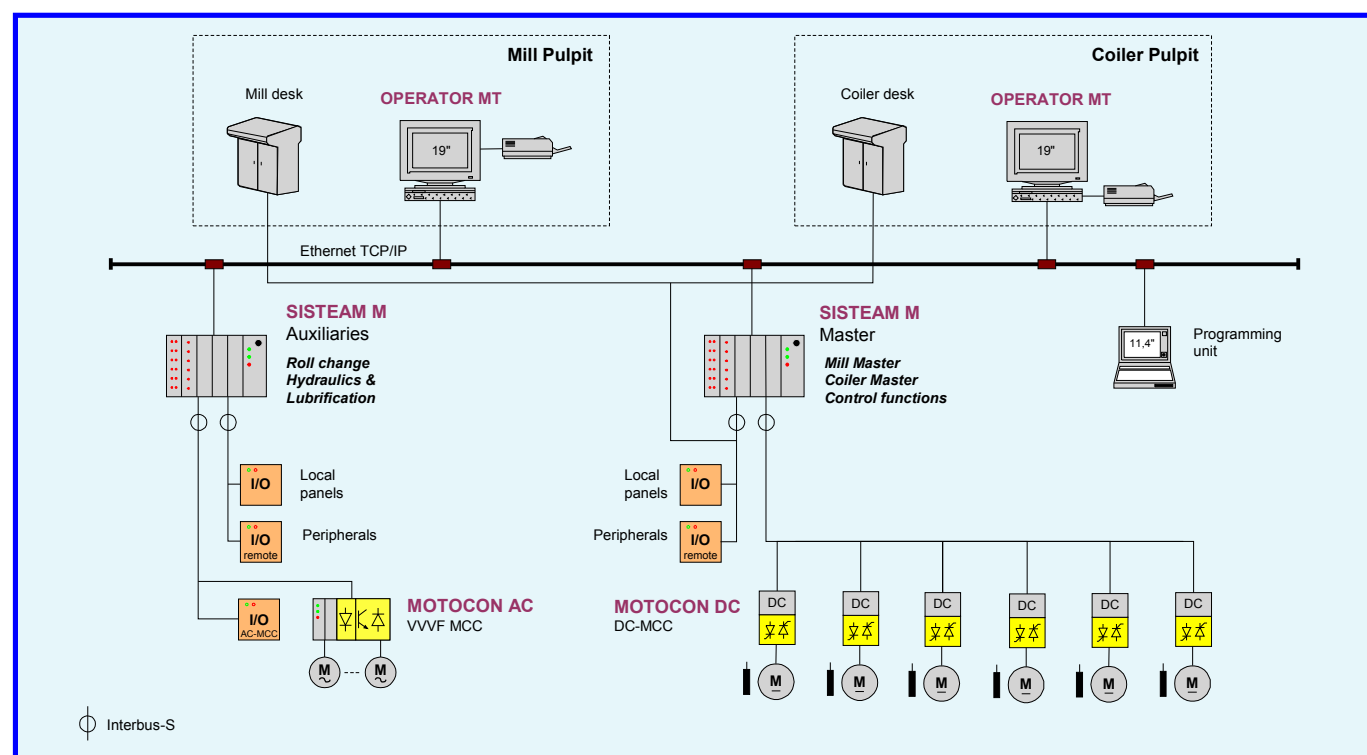 Mill Pulpit
Mill desk
OPERATOR MT
19"
Coiler Pulpit
Coiler desk
OPERATOR MT
19"
Ethernet TCP/IP
SISTEAM M
Auxiliaries
Roll change
Hydraulics &
Lubrification
SISTEAM M
Master
Mill Master
Coiler Master
Control functions
11,4"
Programming
unit
I/O
Local
panels
I/O
remote
Peripherals
Local
panels
I/O
Peripherals
I/O
remote
I/O
AC-MCC
MOTOCON AC
VVVF MCC
M
M
MOTOCON DC
DC-MCC
DC
DC
DC
DC
DC
DC
M
M
M
M
M
M
Interbus-S